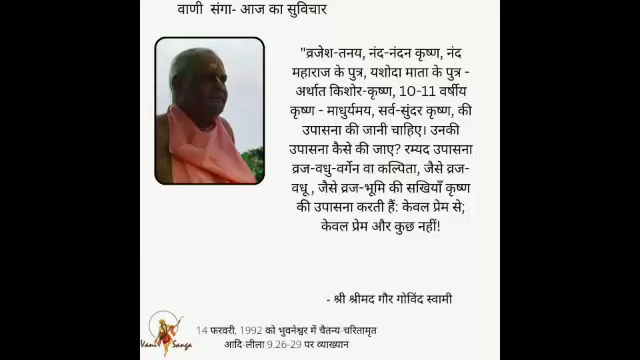 वाणी संगा- आज का सुविचार
"व्रजेश-तनय, नंद-नंदन कृष्ण, नंद
महाराज के पुत्र, यशोदा माता के पुत्र -
अर्थात किशोर-कृष्ण, 10-11 वर्षीय
कृष्ण - माधुर्यमय, सर्व-सुंदर कृष्ण, की
उपासना की जानी चाहिए। उनकी
उपासना कैसे की जाए? रम्यद उपासना
व्रज-वधु-वर्गेन वा कल्पिता, जैसे व्रज-
वधू , जैसे व्रज-भूमि की सखियाँ कृष्ण
की उपासना करती हैं: केवल प्रेम से;
केवल प्रेम और कुछ नहीं!
- श्री श्रीमद गौर गोविंद स्वामी
14 फरवरी, 1992 को भुवनेश्वर में चैतन्य-चरितामृत
आदि लीला 9.26-29 पर व्याख्यान
Vani Sanga